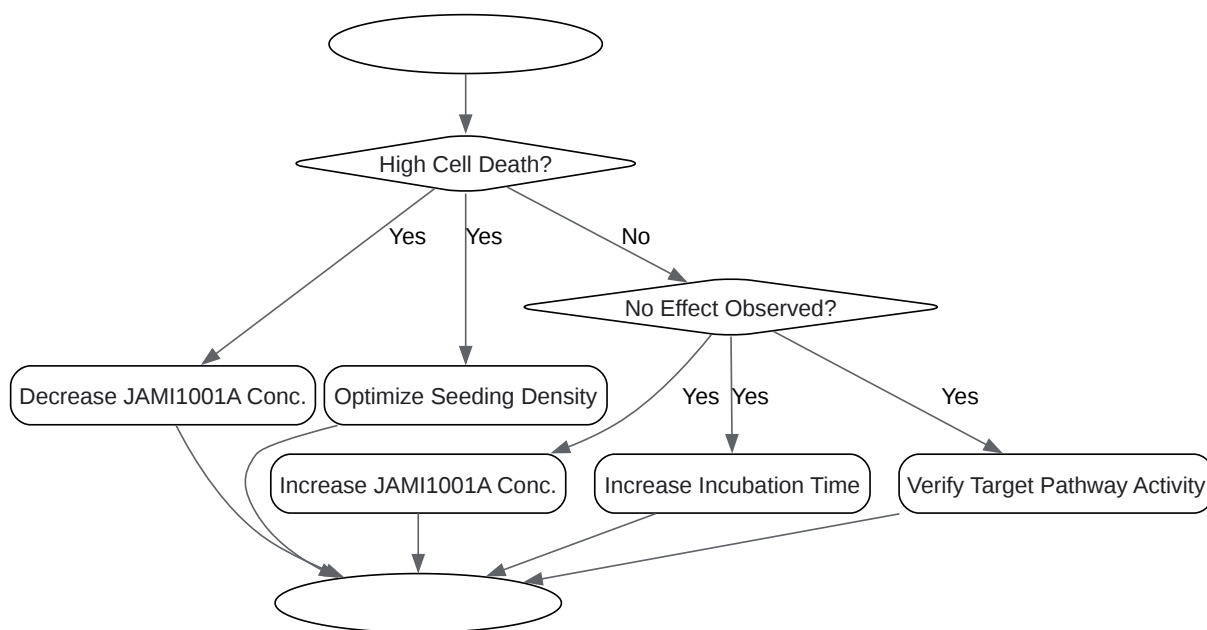 High Cell Death?
Yes
Yes
No
No Effect Observed?
Decrease JAMI1001A Conc.
Optimize Seeding Density
Yes
Yes
Yes
Increase JAMI1001A Conc.
Increase Incubation Time
Verify Target Pathway Activity